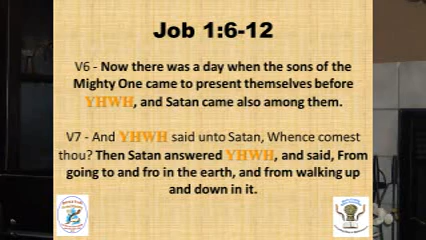 Job 1:6-12
V6 - Now there was a day when the sons of the
Mighty One came to present themselves before
YHWH, and Satan came also among them.
V7 - And YHWH said unto Satan, Whence comest
thou? Then Satan answered YHWH, and said, From
going to and fro in the earth, and from walking up
and down in it.